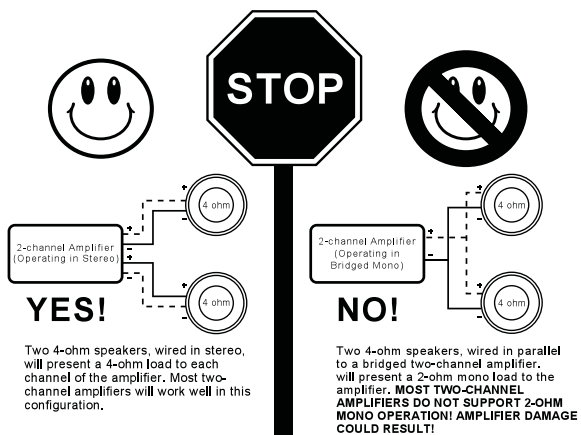 STOP
+
-
4 ohm
2-channel Amplifier
(Operating in Stereo)
+
-
+
-
+
-
4 ohm
YES!
Two 4-ohm speakers, wired in stereo,
will present a 4-ohm load to each
channel of the amplifier. Most two-
channel amplifiers will work well in this
configuration.
+
-
4 ohm
2-channel Amplifier
(Operating in
Bridged Mono)
+
-
+
-
4 ohm
NO!
Two 4-ohm speakers, wired in parallel
to a bridged two-channel amplifier.
will present a 2-ohm mono load to the
amplifier. MOST TWO-CHANNEL
AMPLIFIERS DO NOT SUPPORT 2-OHM
MONO OPERATION! AMPLIFIER DAMAGE
COULD RESULT!